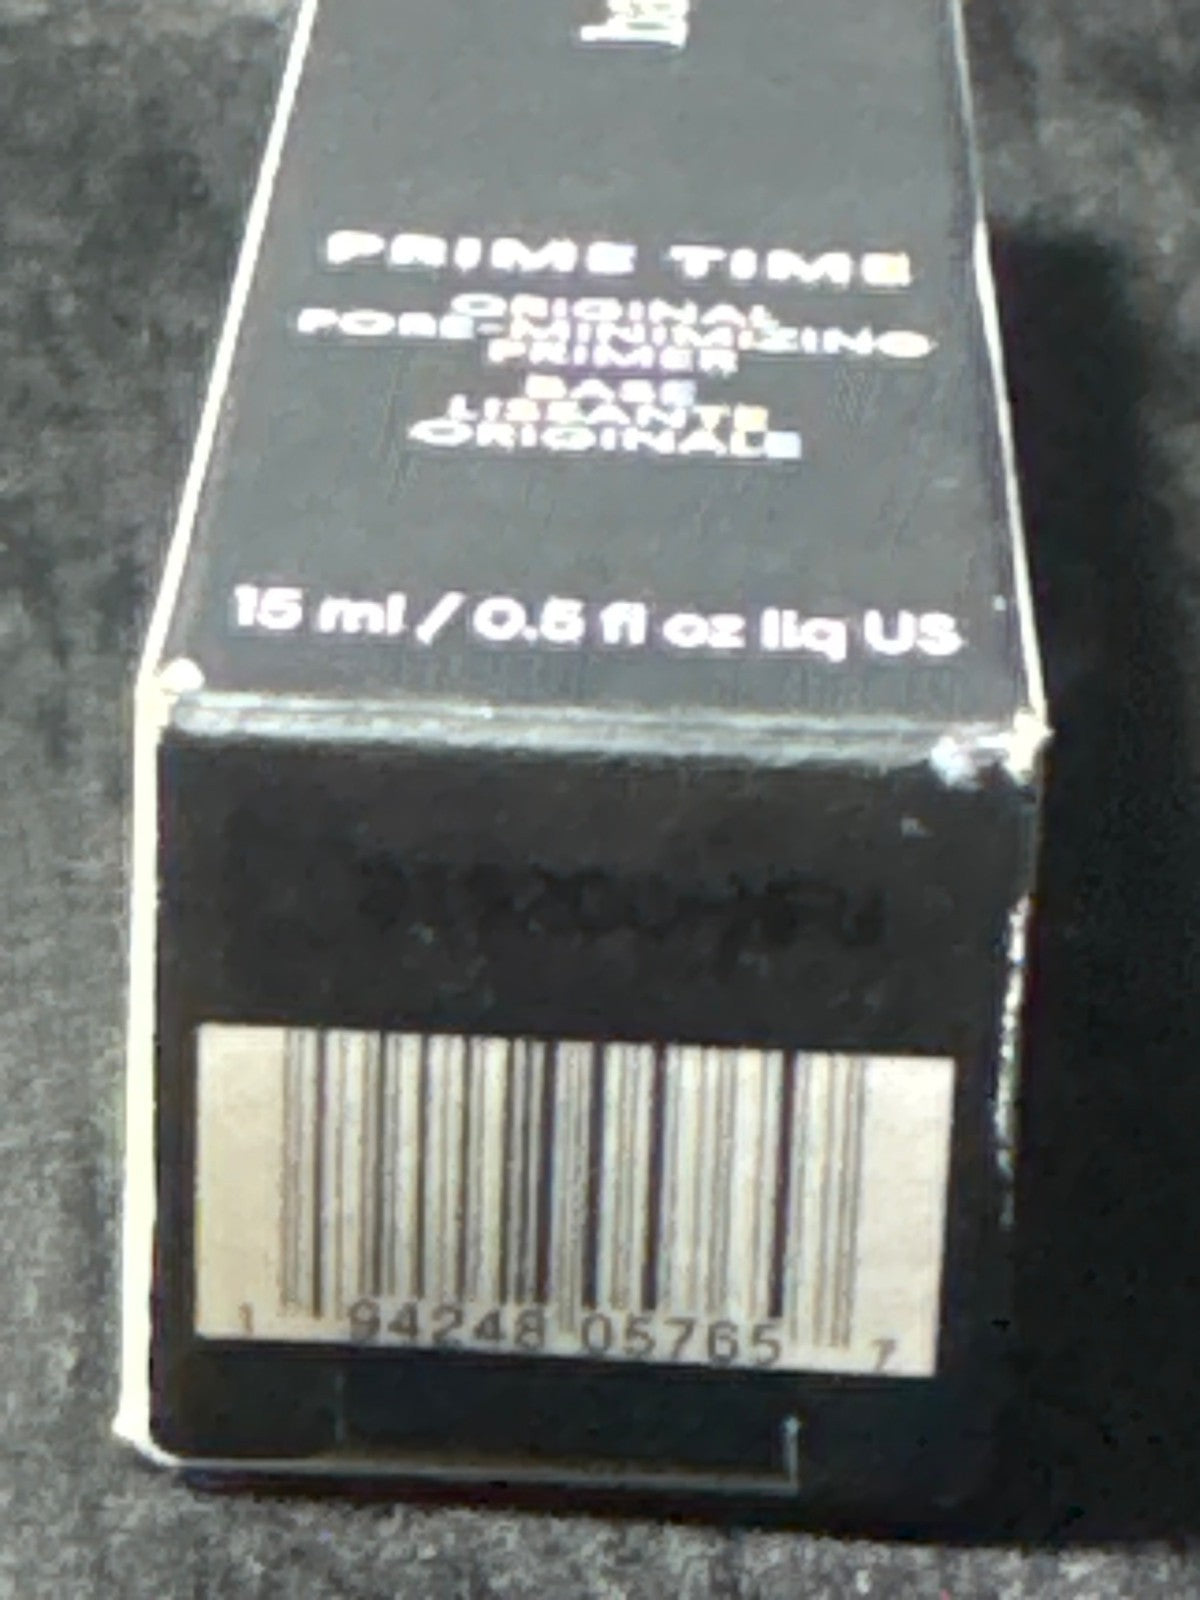 PRIME TIME
ORIGINAL
PORE-MINIMIZING
PRIMER
BASE
LISSANTE
ORIGINALE
15 ml / 0.5 fl oz liq US
1 94248 05765 7